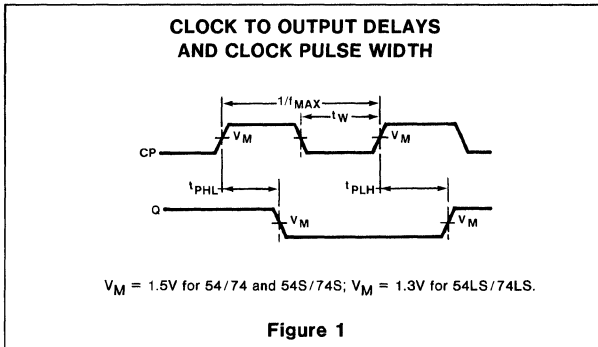 CLOCK TO OUTPUT DELAYS
AND CLOCK PULSE WIDTH
1/fMAX
tW
VM
VM
CP
tPHL
tPLH
Q
VM
VM
VM = 1.5V for 54/74 and 54S/74S; VM = 1.3V for 54LS/74LS.
Figure 1